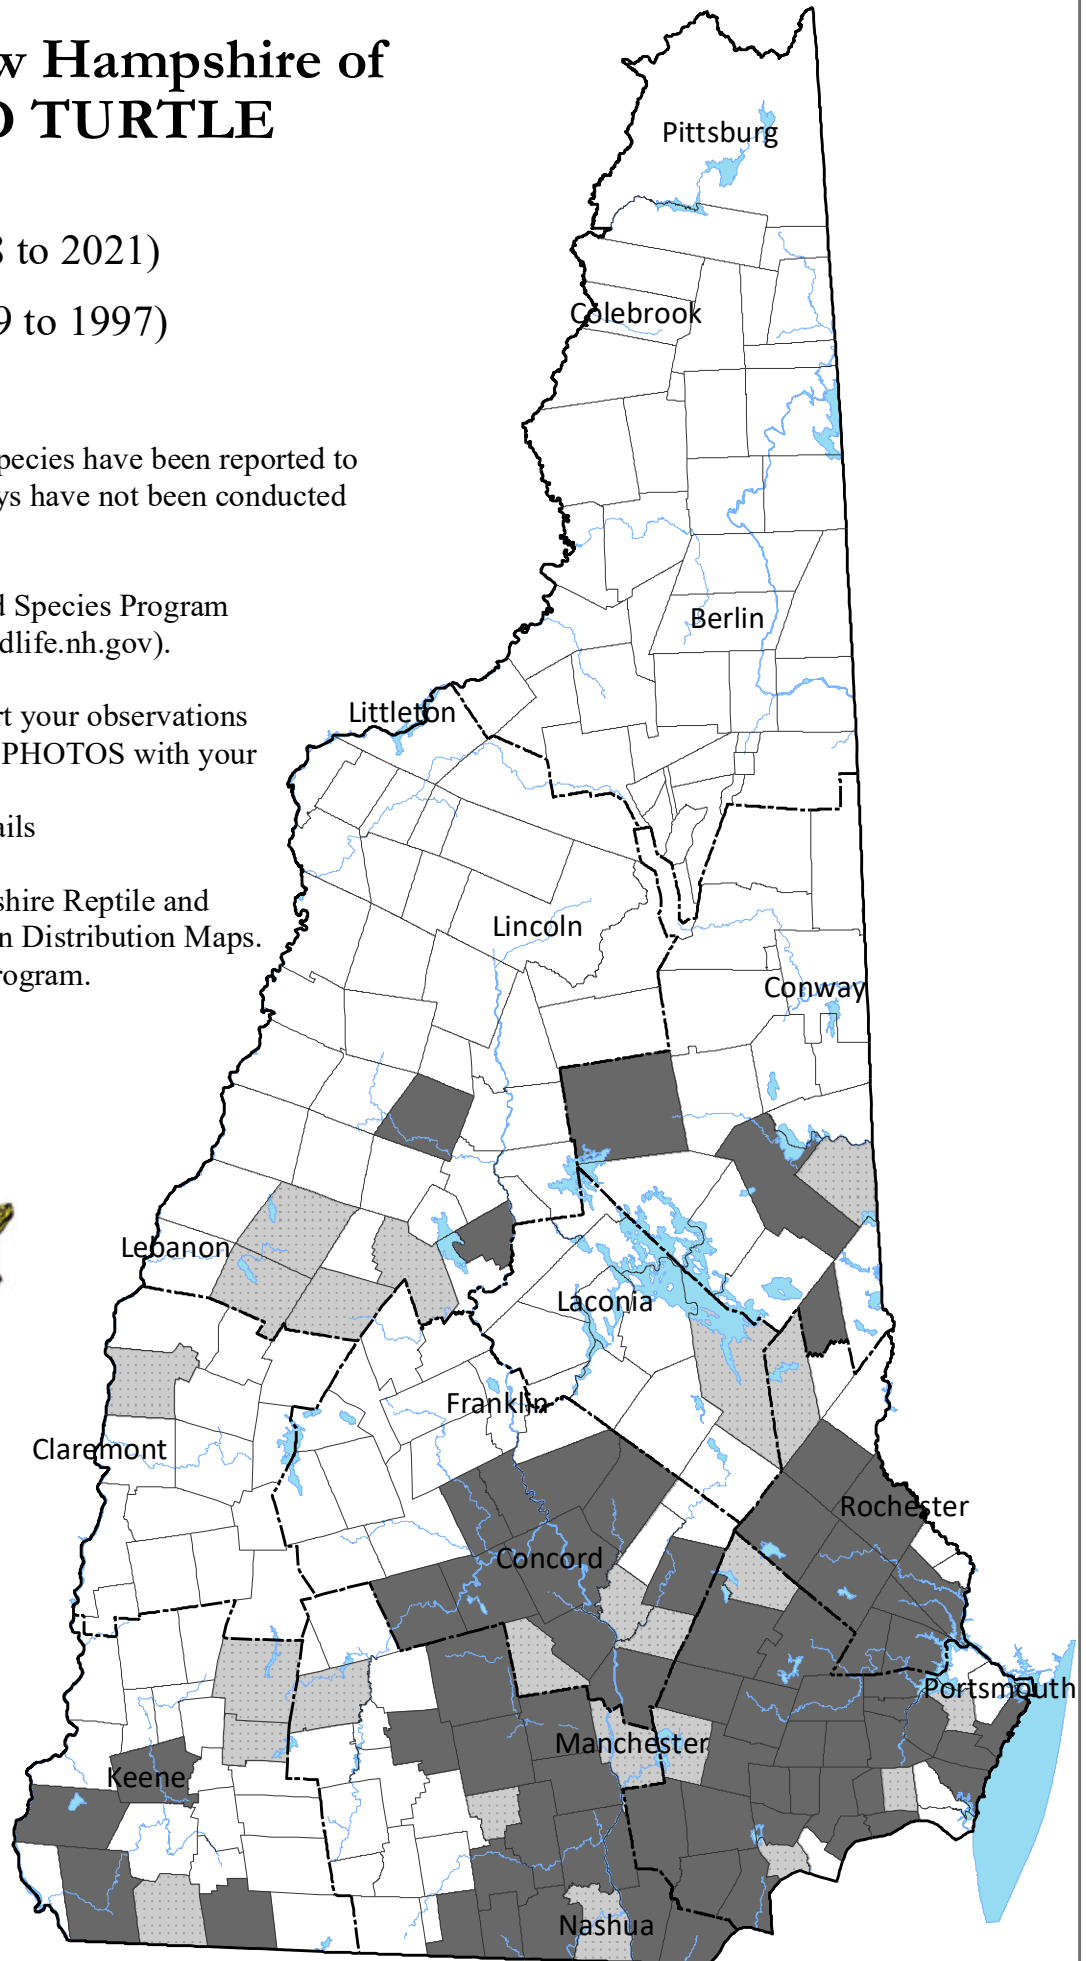 w Hampshire of
D TURTLE
8 to 2021)
9 to 1997)
pecies have been reported to
ys have not been conducted
d Species Program
dlife.nh.gov).
rt your observations
PHOTOS with your
ails
shire Reptile and
n Distribution Maps.
rogram.
Pittsburg
Colebrook
Berlin
Littleton
Lincoln
Conway
Lebanon
Laconia
Franklin
Claremont
Rochester
Concord
Portsmouth
Manchester
Keene
Nashua